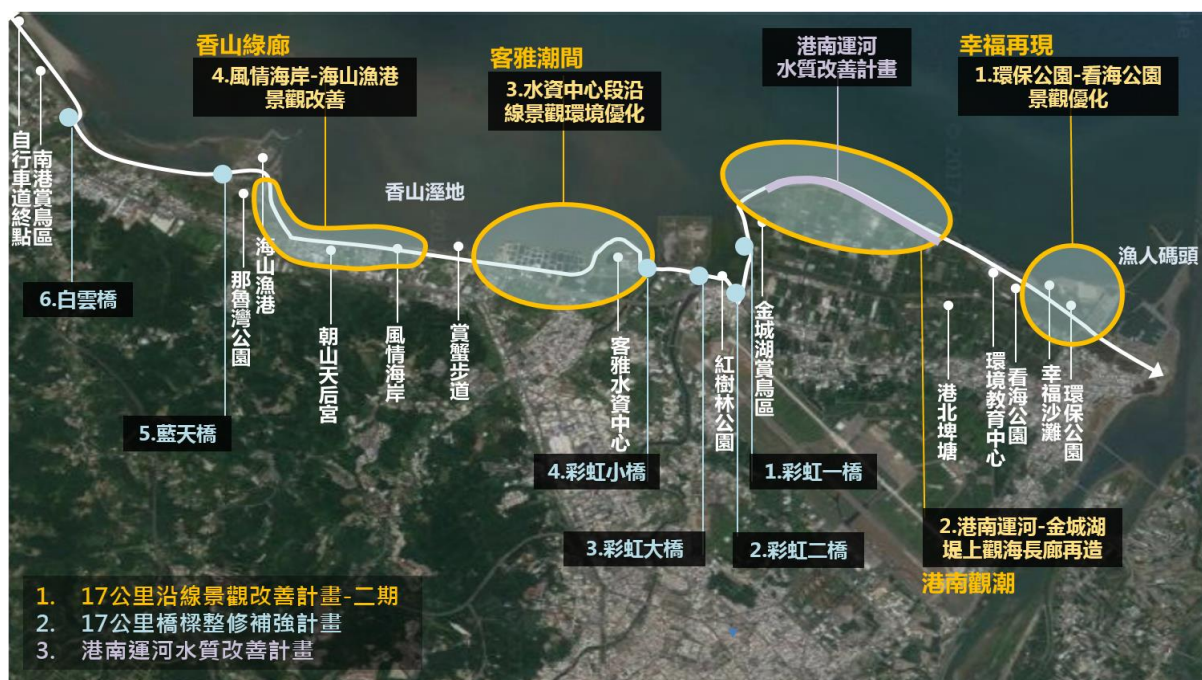 香山綠廊
4.風情海岸-海山漁港
景觀改善
客雅潮間
3.水資中心段沿
線景觀環境優化
港南運河
水質改善計畫
幸福再現
1.環保公園-看海公園
景觀優化
自行車道終點
南港賞鳥區
6.白雲橋
那魯灣公園
海山漁港
5.藍天橋
朝山天后宮
風情海岸
香山溼地
賞蟹步道
客雅水資中心
4.彩虹小橋
3.彩虹大橋
紅樹林公園
2.彩虹二橋
1.彩虹一橋
金城湖賞鳥區
港北埤塘
環境教育中心
看海公園
幸福沙灘
環保公園
漁人碼頭
2.港南運河-金城湖
堤上觀海長廊再造
港南觀潮
1. 17公里沿線景觀改善計畫-二期
2. 17公里橋樑整修補強計畫
3. 港南運河水質改善計畫